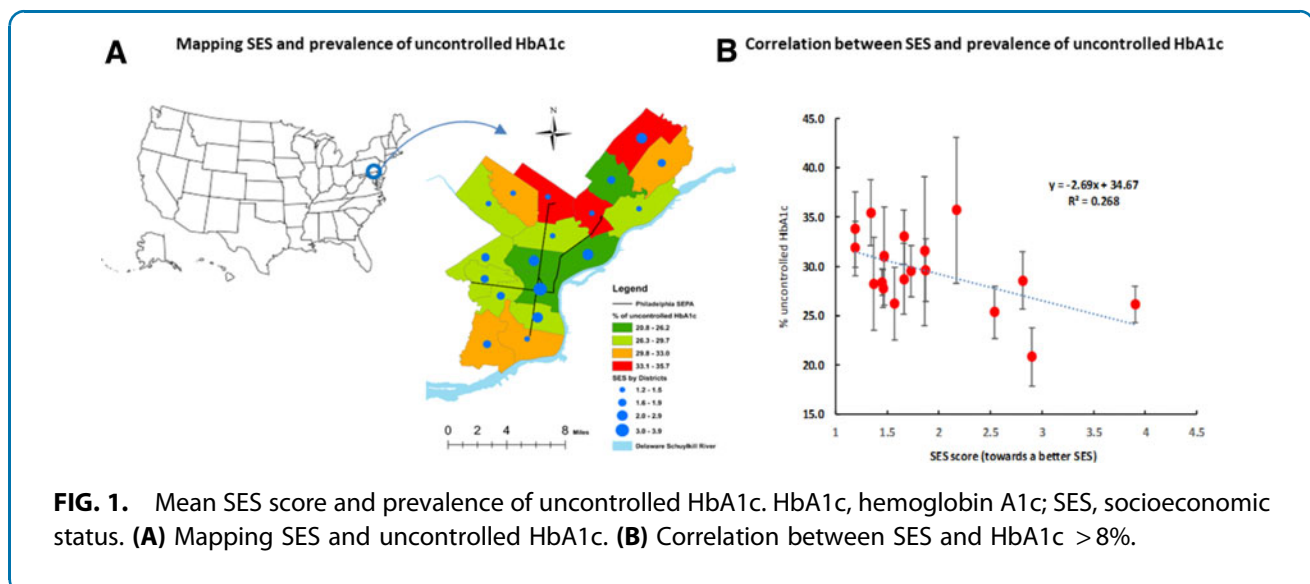 A Mapping SES and prevalence of uncontrolled HbA1c
N
Legend
Philadelphia SEPA
% of uncontrolled HbA1c
20.8 - 26.2
26.3 - 29.7
29.8 - 33.0
33.1 - 35.7
SES by Districts
1.2 - 1.5
1.6 - 1.9
2.0 - 2.9
3.0 - 3.9
Delaware Schuylkill River
0 2 4 8 Miles
B Correlation between SES and prevalence of uncontrolled HbA1c
45.0
40.0
35.0
30.0
25.0
20.0
15.0
% uncontrolled HbA1c
y = -2.69x + 34.67
R² = 0.268
1 1.5 2 2.5 3 3.5 4 4.5
SES score (towards a better SES)
FIG. 1. Mean SES score and prevalence of uncontrolled HbA1c. HbA1c, hemoglobin A1c; SES, socioeconomic
status. (A) Mapping SES and uncontrolled HbA1c. (B) Correlation between SES and HbA1c >8%.